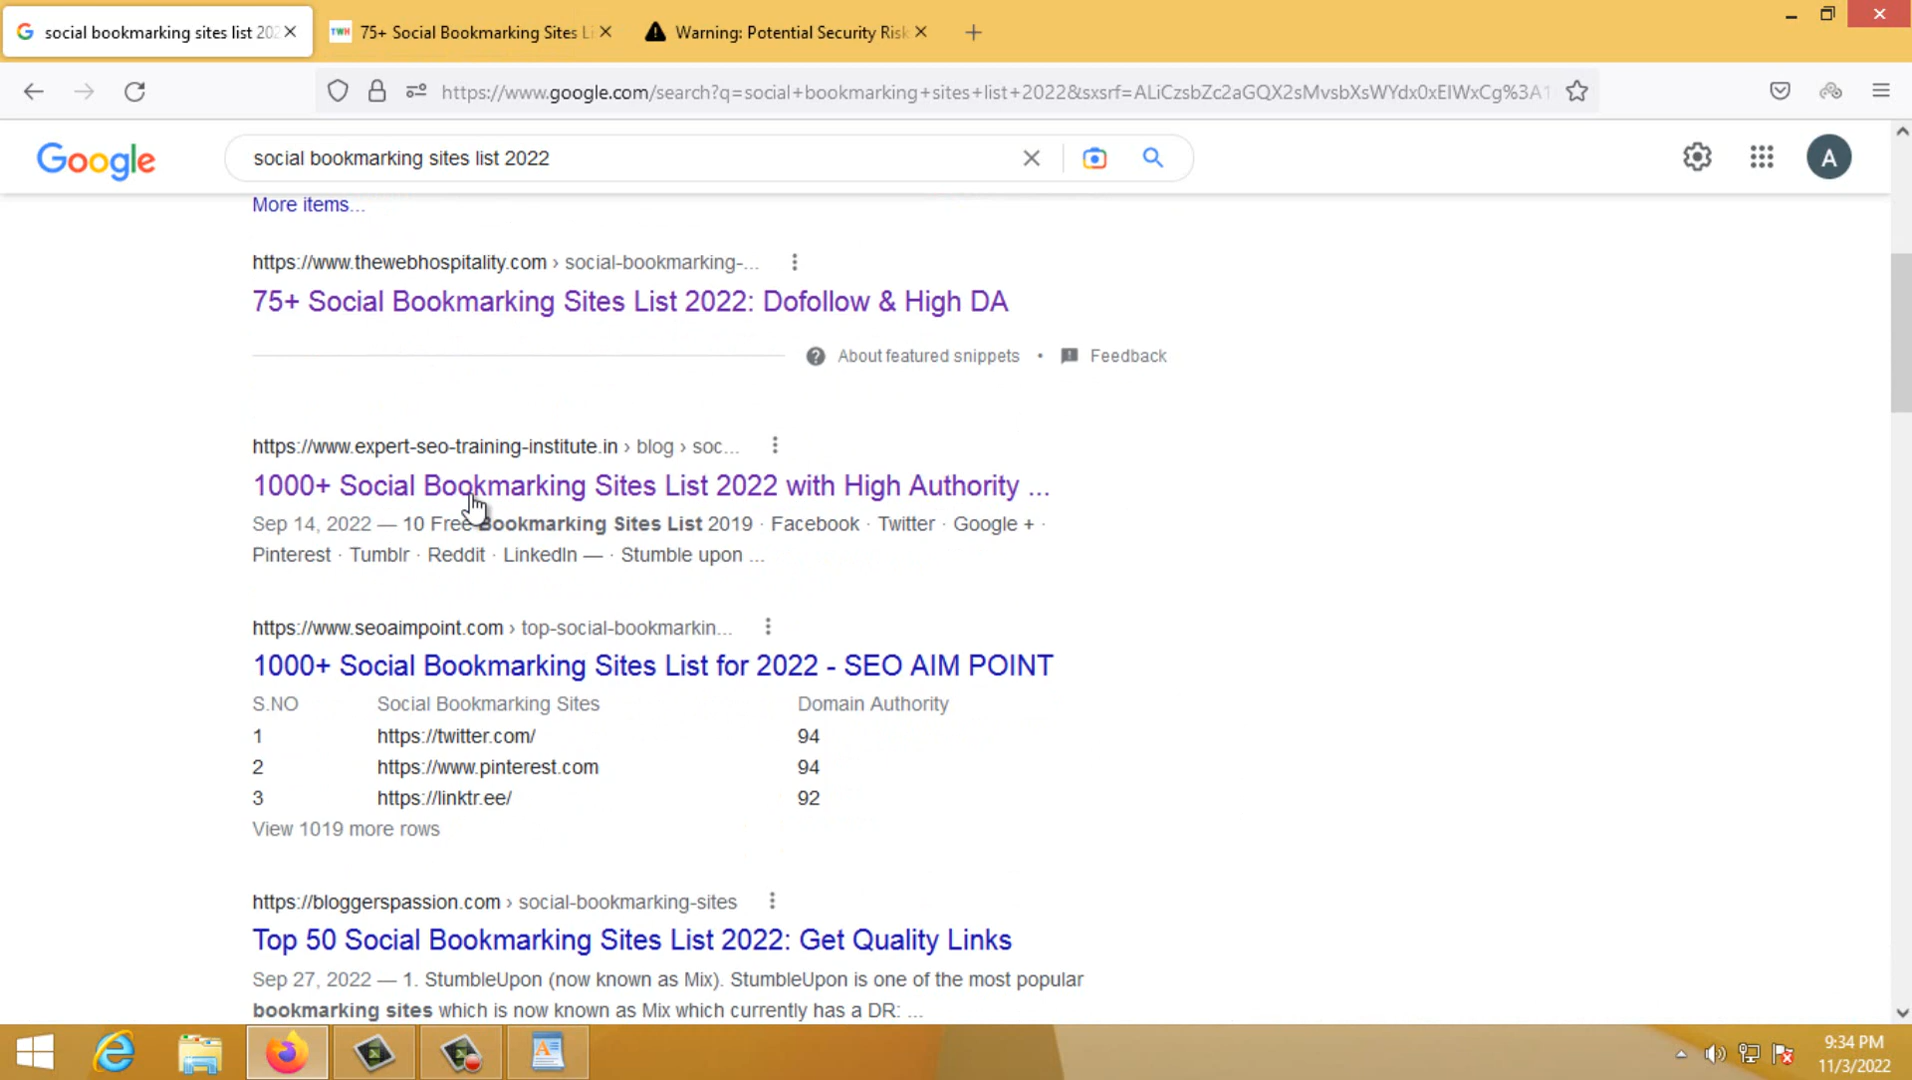 social bookmarking sites list 202
TWH 75+ Social Bookmarking Sites Li
Warning: Potential Security Risk
https://www.google.com/search?q=social+bookmarking+sites+list+2022&sxsrf=ALiCzsbZc2aGQX2sMvsbXsWYdx0xEIWxCg%3A1
Google
social bookmarking sites list 2022
A
More items...
https://www.thewebhospitality.com › social-bookmarking-...
75+ Social Bookmarking Sites List 2022: Dofollow & High DA
About featured snippets • Feedback
https://www.expert-seo-training-institute.in › blog › soc...
1000+ Social Bookmarking Sites List 2022 with High Authority ...
Sep 14, 2022 — 10 Free Bookmarking Sites List 2019 · Facebook · Twitter · Google + ·
Pinterest · Tumblr · Reddit · LinkedIn — · Stumble upon ...
https://www.seoaimpoint.com › top-social-bookmarkin...
1000+ Social Bookmarking Sites List for 2022 - SEO AIM POINT
S.NO Social Bookmarking Sites Domain Authority
1 https://twitter.com/ 94
2 https://www.pinterest.com 94
3 https://linktr.ee/ 92
View 1019 more rows
https://bloggerspassion.com › social-bookmarking-sites
Top 50 Social Bookmarking Sites List 2022: Get Quality Links
Sep 27, 2022 — 1. StumbleUpon (now known as Mix). StumbleUpon is one of the most popular
bookmarking sites which is now known as Mix which currently has a DR: ...
9:34 PM
11/3/2022